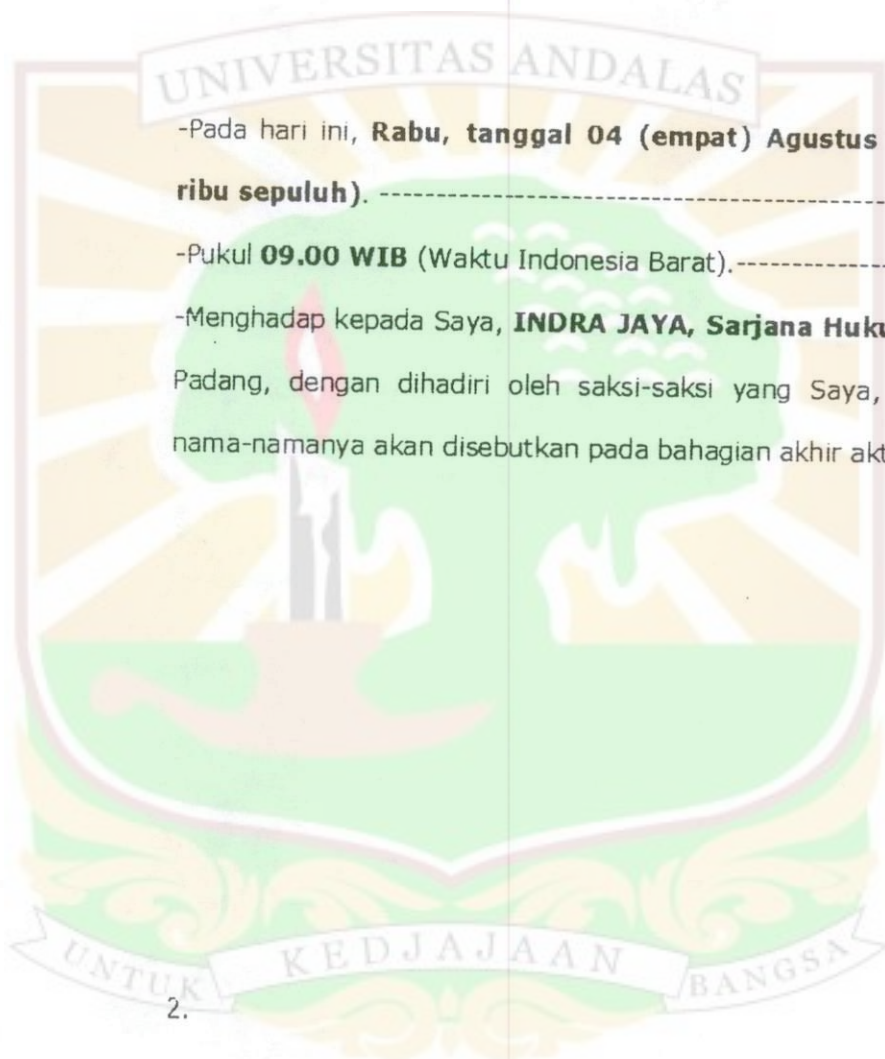 UNIVERSITAS ANDALAS
-Pada hari ini, Rabu, tanggal 04 (empat) Agustus
ribu sepuluh). ---------------------------------------------
-Pukul 09.00 WIB (Waktu Indonesia Barat).-------------
-Menghadap kepada Saya, INDRA JAYA, Sarjana Huku
Padang, dengan dihadiri oleh saksi-saksi yang Saya,
nama-namanya akan disebutkan pada bahagian akhir akt
UNTUK KEDJAJAAN BANGSA
2.